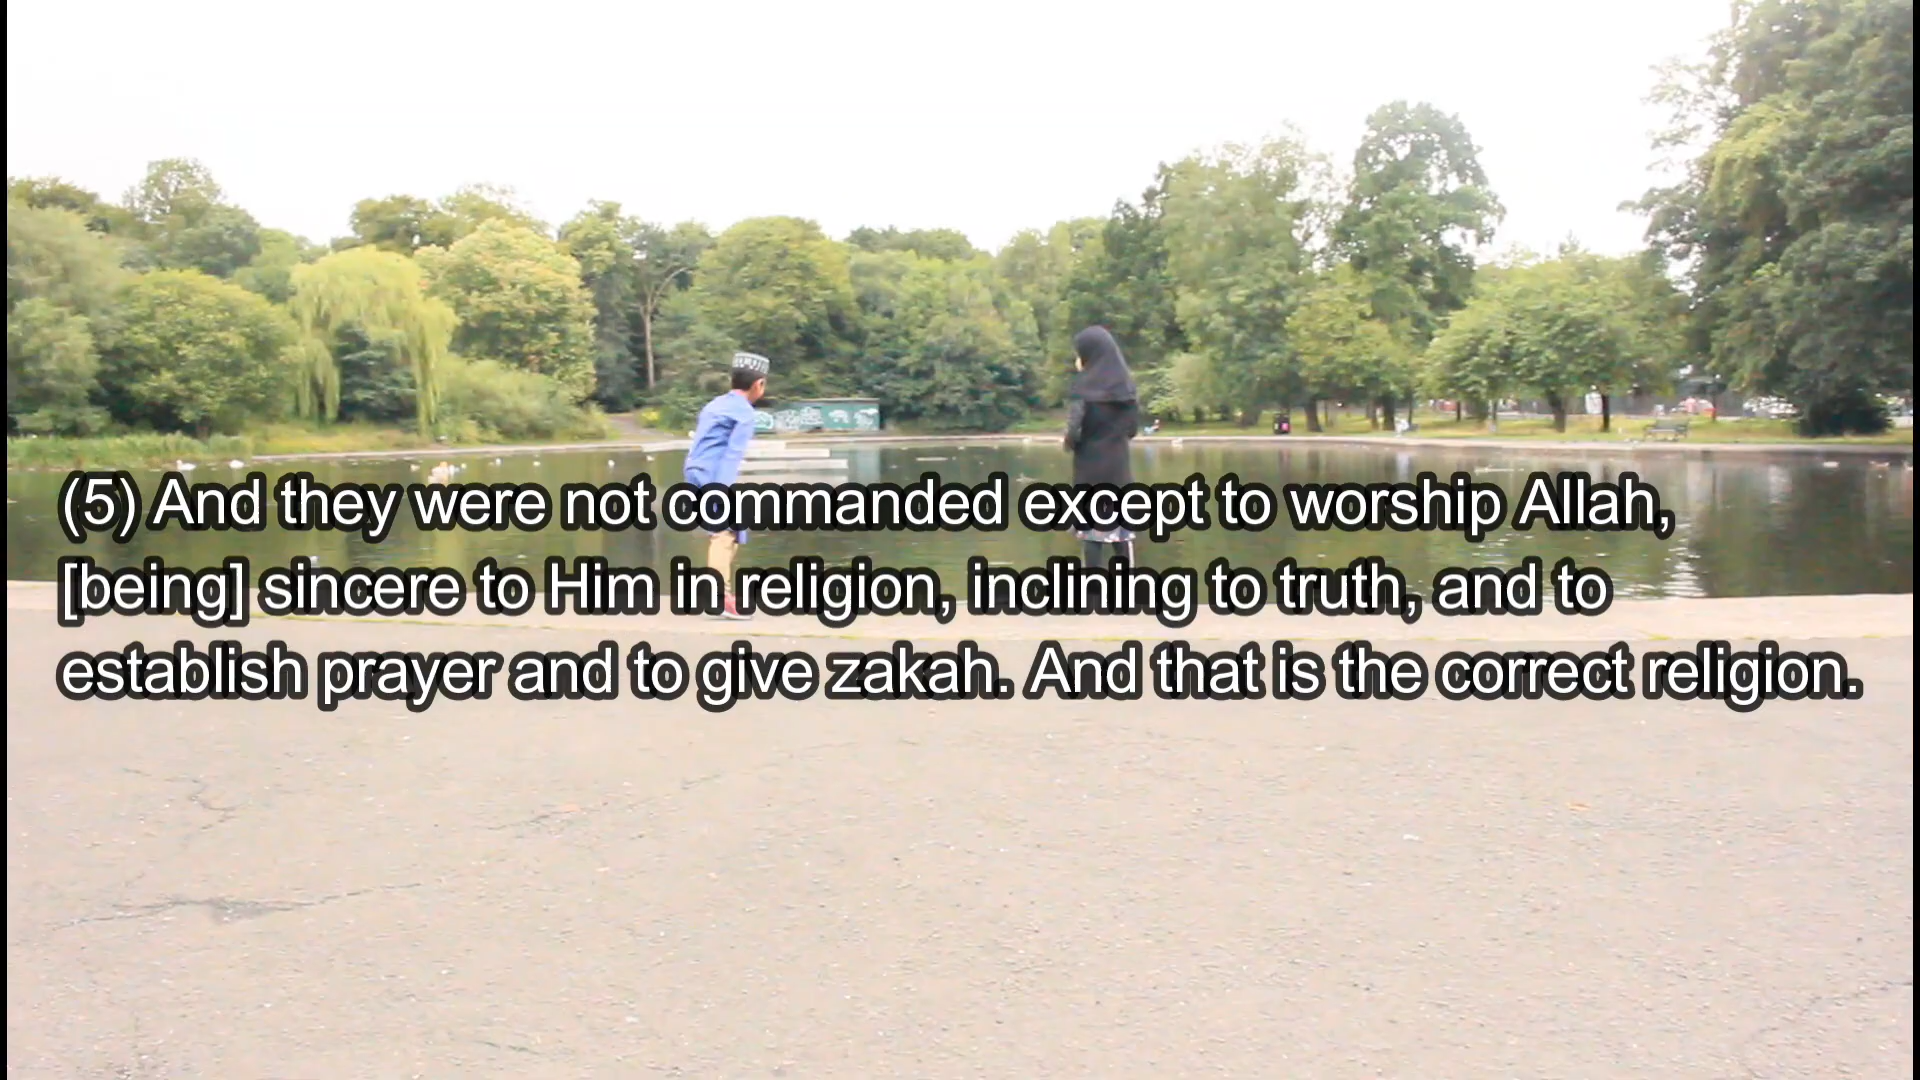 (5) And they were not commanded except to worship Allah,
[being] sincere to Him in religion, inclining to truth, and to
establish prayer and to give zakah. And that is the correct religion.